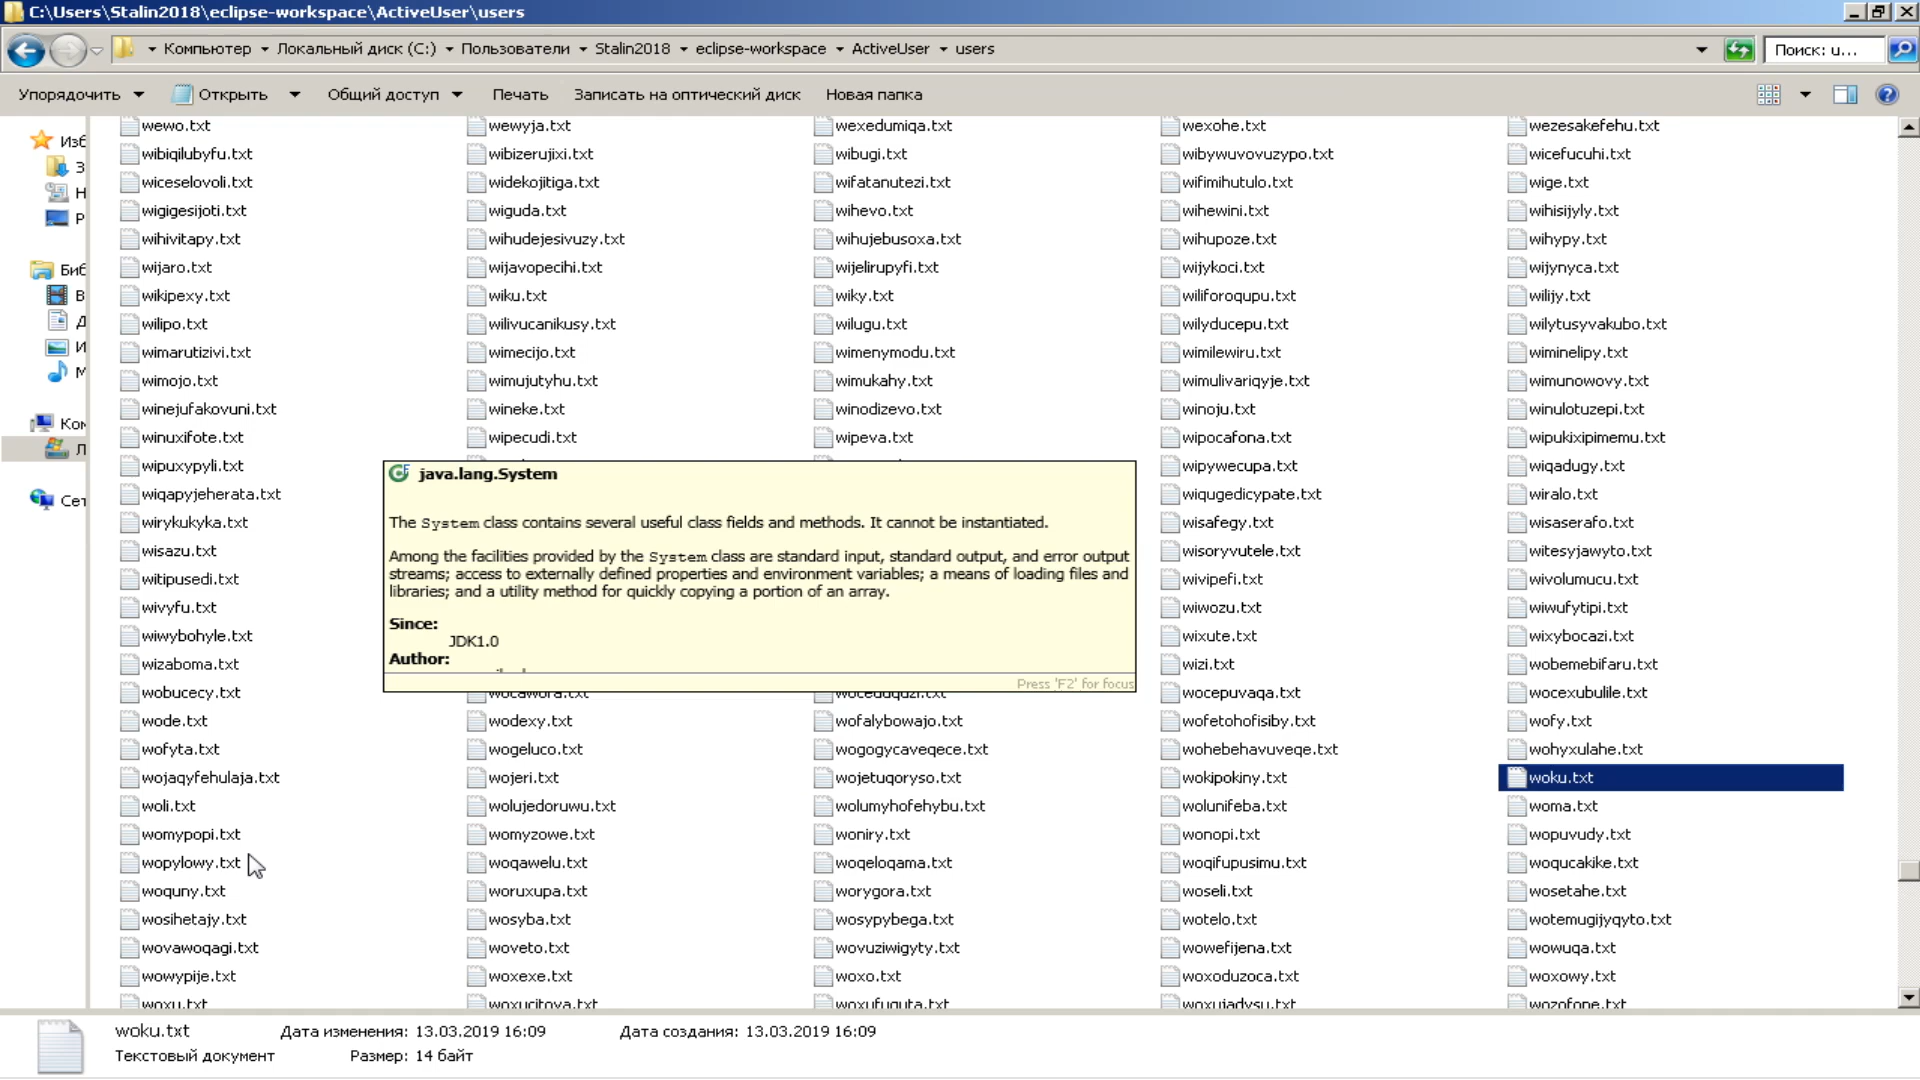 C:\Users\Stalin2018\eclipse-workspace\ActiveUser\users
Компьютер Локальный диск (C:) Пользователи Stalin2018 eclipse-workspace ActiveUser users
Поиск: u...
Упорядочить Открыть Общий доступ Печать Записать на оптический диск Новая папка
Изб
З
Н
Р
Биб
В
Д
И
М
Ком
Л
Сет
wewo.txt wewyja.txt wexedumiqa.txt wexohe.txt wezesakefehu.txt
wibiqilubyfu.txt wibizerujixi.txt wibugi.txt wibywuvovuzypo.txt wicefucuhi.txt
wiceselovoli.txt widekojitiga.txt wifatanutezi.txt wifimihutulo.txt wige.txt
wigigesijoti.txt wiguda.txt wihevo.txt wihewini.txt wihisijyly.txt
wihivitapy.txt wihudejesivuzy.txt wihujebusoxa.txt wihupoze.txt wihypy.txt
wijaro.txt wijavopecihi.txt wijelirupyfi.txt wijykoci.txt wijynyca.txt
wikipexy.txt wiku.txt wiky.txt wiliforoqupu.txt wilijy.txt
wilipo.txt wilivucanikusy.txt wilugu.txt wilyducepu.txt wilytusyvakubo.txt
wimarutizivi.txt wimecijo.txt wimenymodu.txt wimilewiru.txt wiminelipy.txt
wimojo.txt wimujutyhu.txt wimukahy.txt wimulivariqyje.txt wimunowovy.txt
winejufakovuni.txt wineke.txt winodizevo.txt winoju.txt winulotuzepi.txt
winuxifote.txt wipecudi.txt wipeva.txt wipocafona.txt wipukixipimemu.txt
wipuxypyli.txt wipywecupa.txt wiqadugy.txt
wiqapyjeherata.txt wiqugedicypate.txt wiralo.txt
wirykukyka.txt wisafegy.txt wisaserafo.txt
wisazu.txt wisoryvutele.txt witesyjawyto.txt
witipusedi.txt wivipefi.txt wivolumucu.txt
wivyfu.txt wiwozu.txt wiwufytipi.txt
wiwybohyle.txt wixute.txt wixybocazi.txt
wizaboma.txt wizi.txt wobemebifaru.txt
java.lang.System
The System class contains several useful class fields and methods. It cannot be instantiated.
Among the facilities provided by the System class are standard input, standard output, and error output
streams; access to externally defined properties and environment variables; a means of loading files and
libraries; and a utility method for quickly copying a portion of an array.
Since:
JDK1.0
Author:
Press 'F2' for focus
wobucecy.txt wocawora.txt woceduquzi.txt wocepuvaqa.txt wocexubulile.txt
wode.txt wodexy.txt wofalybowajo.txt wofetohofisiby.txt wofy.txt
wofyta.txt wogeluco.txt wogogycaveqece.txt wohebehavuveqe.txt wohyxulahe.txt
wojaqyfehulaja.txt wojeri.txt wojetuqoryso.txt wokipokiny.txt woku.txt
woli.txt wolujedoruwu.txt wolumyhofehybu.txt wolunifeba.txt woma.txt
womypopi.txt womyzowe.txt woniry.txt wonopi.txt wopuvudy.txt
wopylowy.txt woqawelu.txt woqeloqama.txt woqifupusimu.txt woqucakike.txt
woquny.txt woruxupa.txt worygora.txt woseli.txt wosetahe.txt
wosihetajy.txt wosyba.txt wosypybega.txt wotelo.txt wotemugijyqyto.txt
wovawoqagi.txt woveto.txt wovuziwigyty.txt wowefijena.txt wowuqa.txt
wowypije.txt woxexe.txt woxo.txt woxoduzoca.txt woxowy.txt
woxu.txt woxucitova.txt woxufuguta.txt woxujadysu.txt wozofone.txt
woku.txt Дата изменения: 13.03.2019 16:09 Дата создания: 13.03.2019 16:09
Текстовый документ Размер: 14 байт